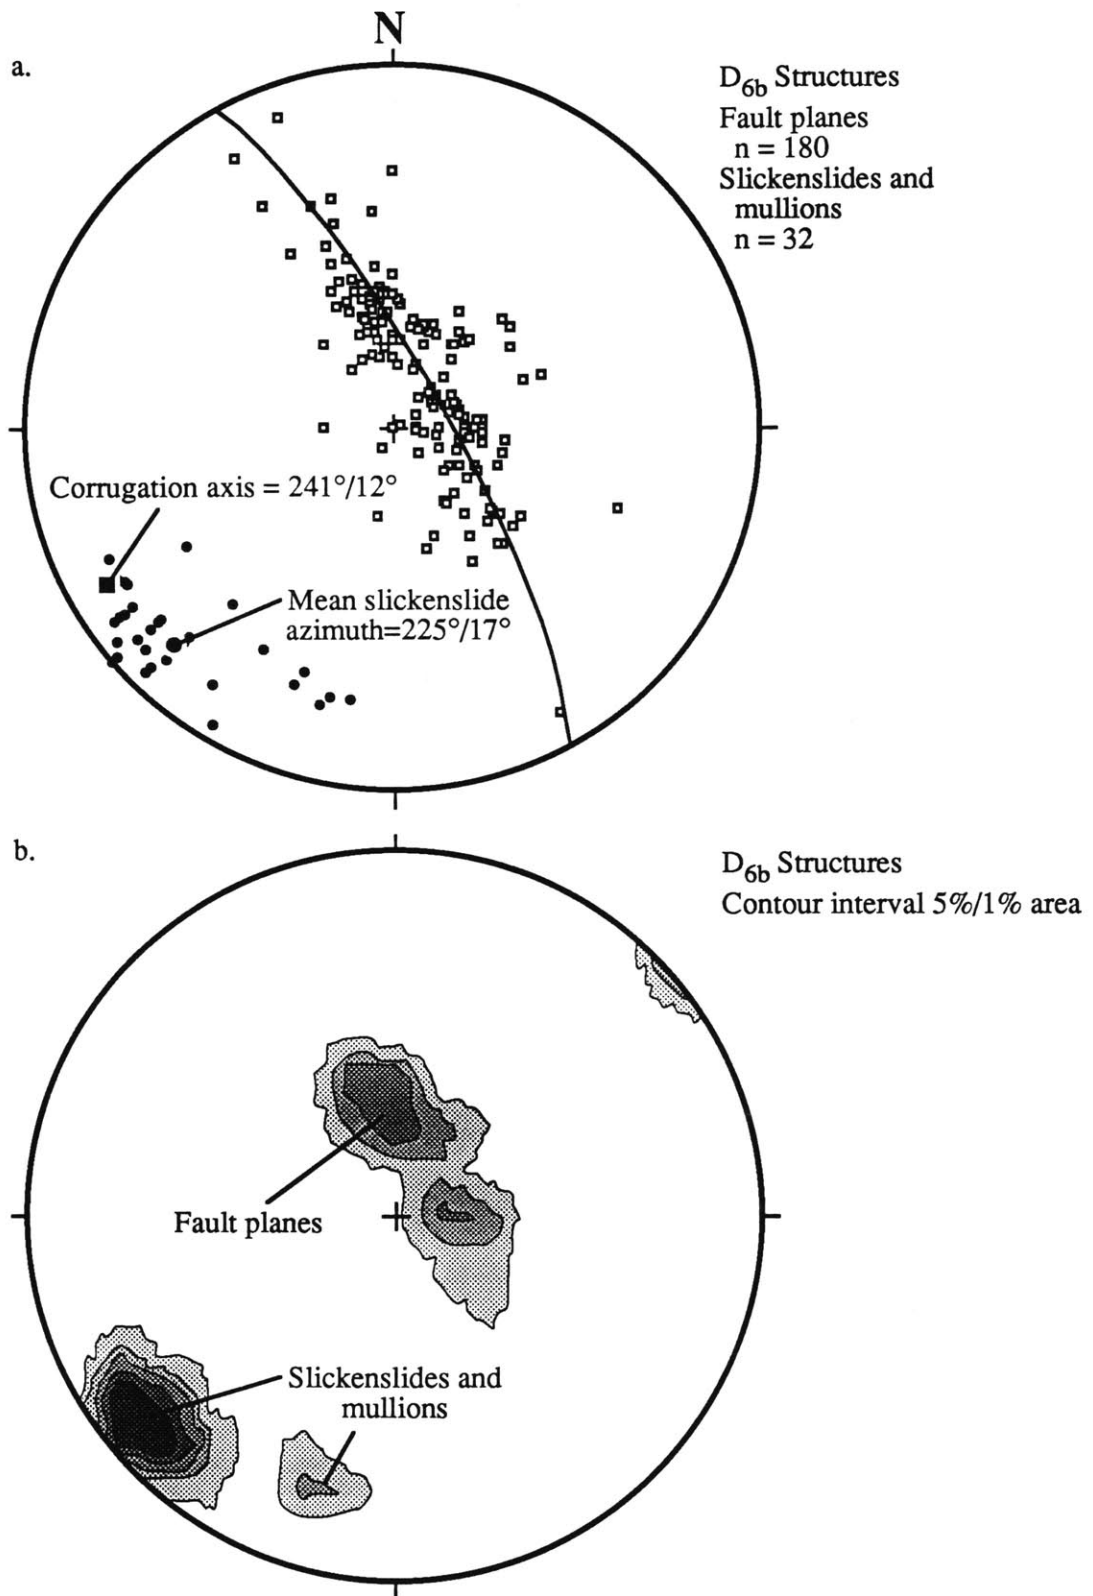 N
a.
D6b Structures
Fault planes
n = 180
Slickenslides and
mullions
n = 32
Corrugation axis = 241°/12°
Mean slickenslide
azimuth=225°/17°
b.
D6b Structures
Contour interval 5%/1% area
Fault planes
Slickenslides and
mullions